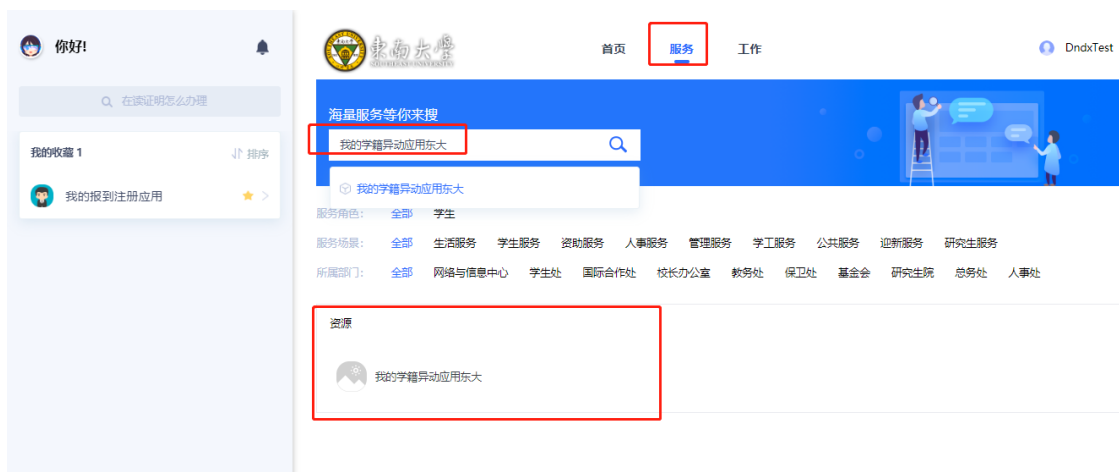 你好!
在读证明怎么办理
我的收藏 1
排序
我的报到注册应用
东南大学
SOUTHEAST UNIVERSITY
首页 服务 工作
DndxTest
海量服务等你来搜
我的学籍异动应用东大
我的学籍异动应用东大
服务角色: 全部 学生
服务场景: 全部 生活服务 学生服务 资助服务 人事服务 管理服务 学工服务 公共服务 迎新服务 研究生服务
所属部门: 全部 网络与信息中心 学生处 国际合作处 校长办公室 教务处 保卫处 基金会 研究生院 总务处 人事处
资源
我的学籍异动应用东大